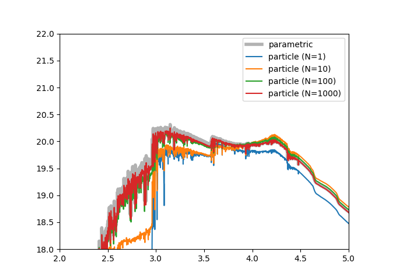 22.0
21.5
21.0
20.5
20.0
19.5
19.0
18.5
18.0
2.0 2.5 3.0 3.5 4.0 4.5 5.0
parametric
particle (N=1)
particle (N=10)
particle (N=100)
particle (N=1000)